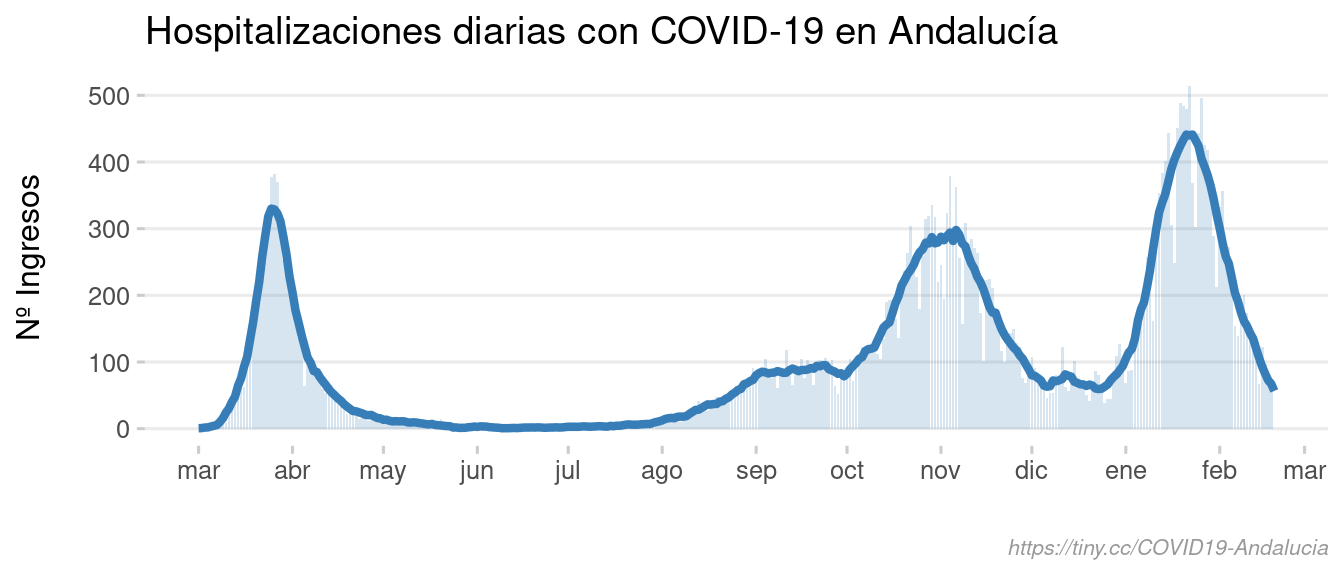 Hospitalizaciones diarias con COVID-19 en Andalucía
Nº Ingresos
500
400
300
200
100
0
mar abr may jun jul ago sep oct nov dic ene feb mar
https://tiny.cc/COVID19-Andalucia